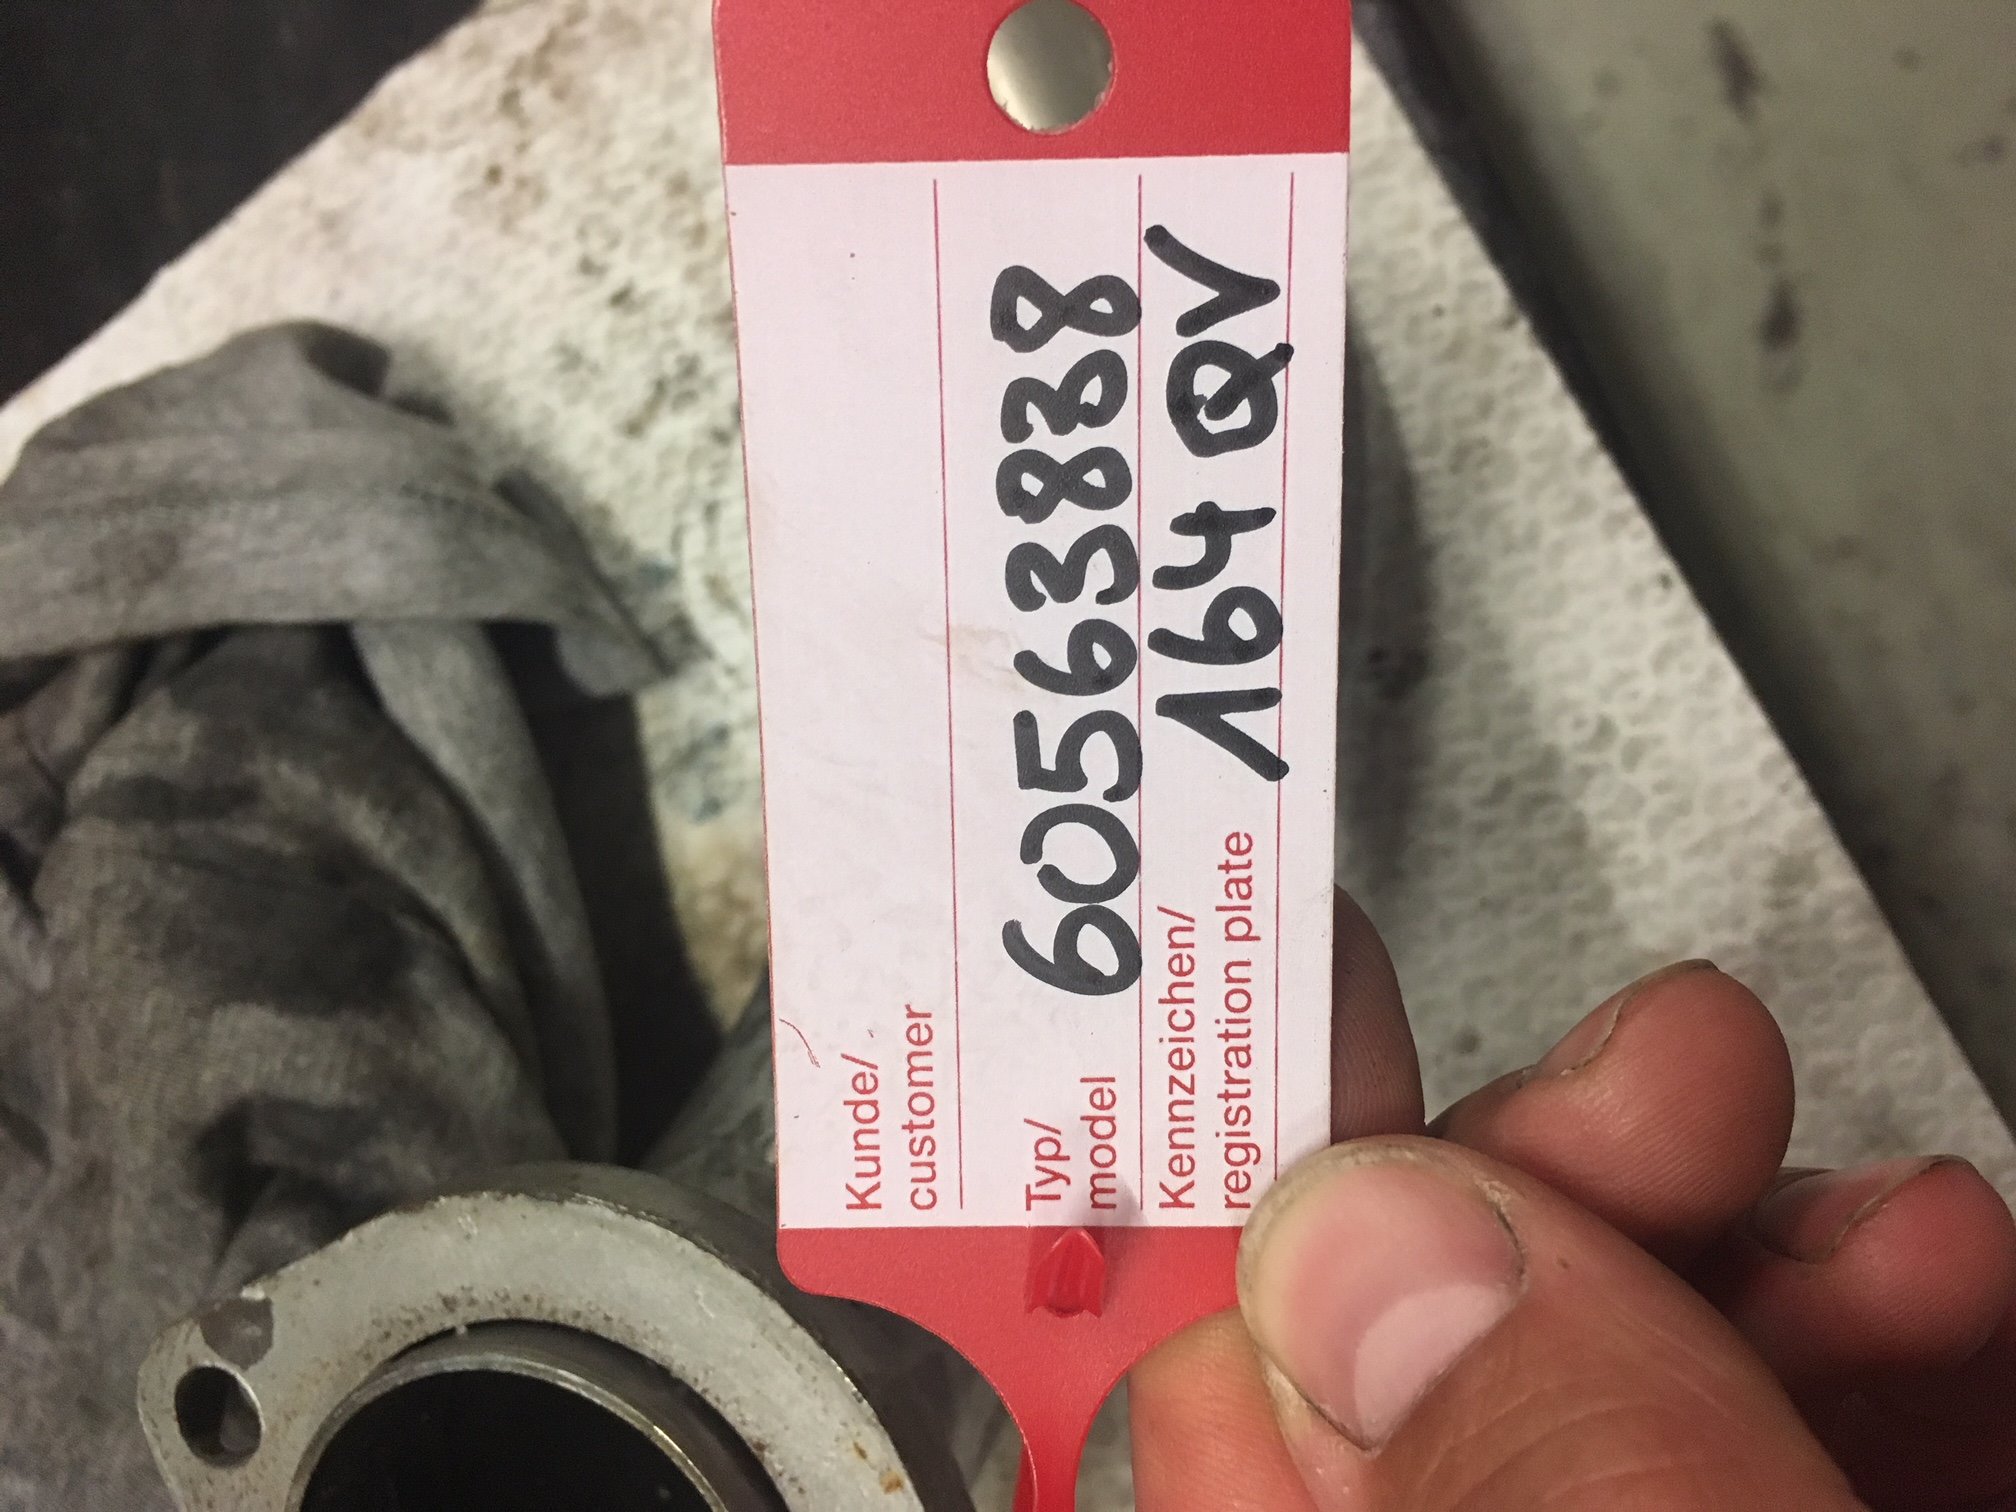 Kunde/
customer
Typ/
model 60563838
Kennzeichen/
registration plate 164 QV